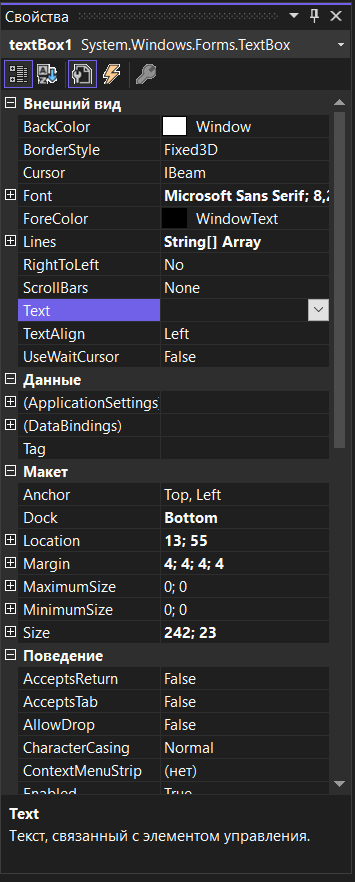 Свойства
textBox1 System.Windows.Forms.TextBox
Внешний вид
BackColor Window
BorderStyle Fixed3D
Cursor IBeam
Font Microsoft Sans Serif; 8,2
ForeColor WindowText
Lines String[] Array
RightToLeft No
ScrollBars None
Text
TextAlign Left
UseWaitCursor False
Данные
(ApplicationSettings)
(DataBindings)
Tag
Макет
Anchor Top, Left
Dock Bottom
Location 13; 55
Margin 4; 4; 4; 4
MaximumSize 0; 0
MinimumSize 0; 0
Size 242; 23
Поведение
AcceptsReturn False
AcceptsTab False
AllowDrop False
CharacterCasing Normal
ContextMenuStrip (нет)
Enabled True
Text
Текст, связанный с элементом управления.